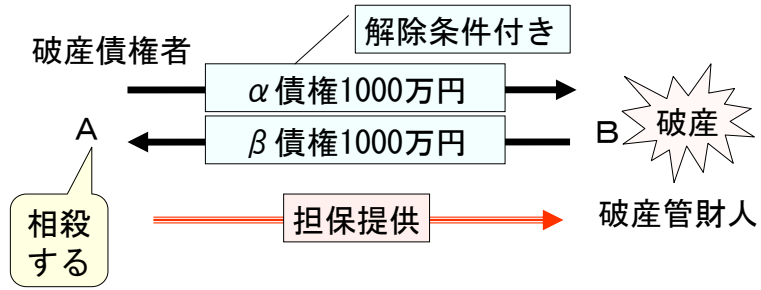 解除条件付き
破産債権者
α債権1000万円
A
β債権1000万円
B
破産
相殺
する
担保提供
破産管財人